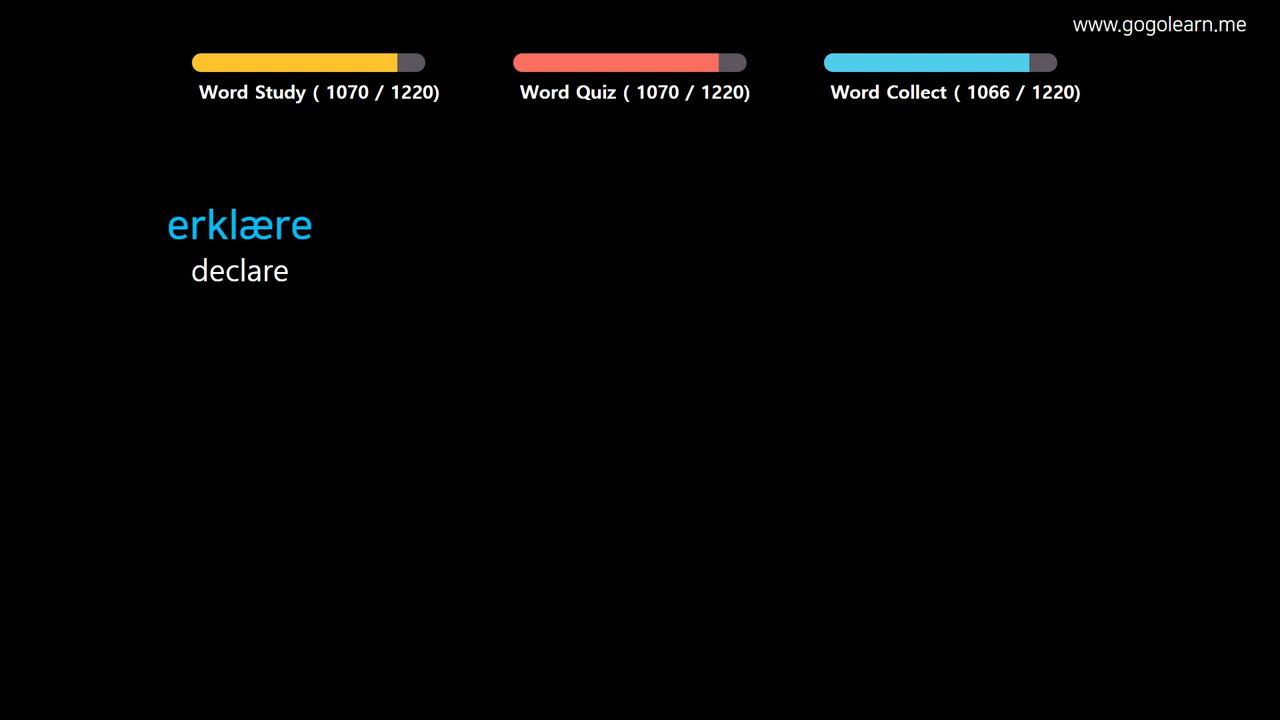 www.gogolearn.me
Word Study ( 1070 / 1220)
Word Quiz ( 1070 / 1220)
Word Collect ( 1066 / 1220)
erklære
declare